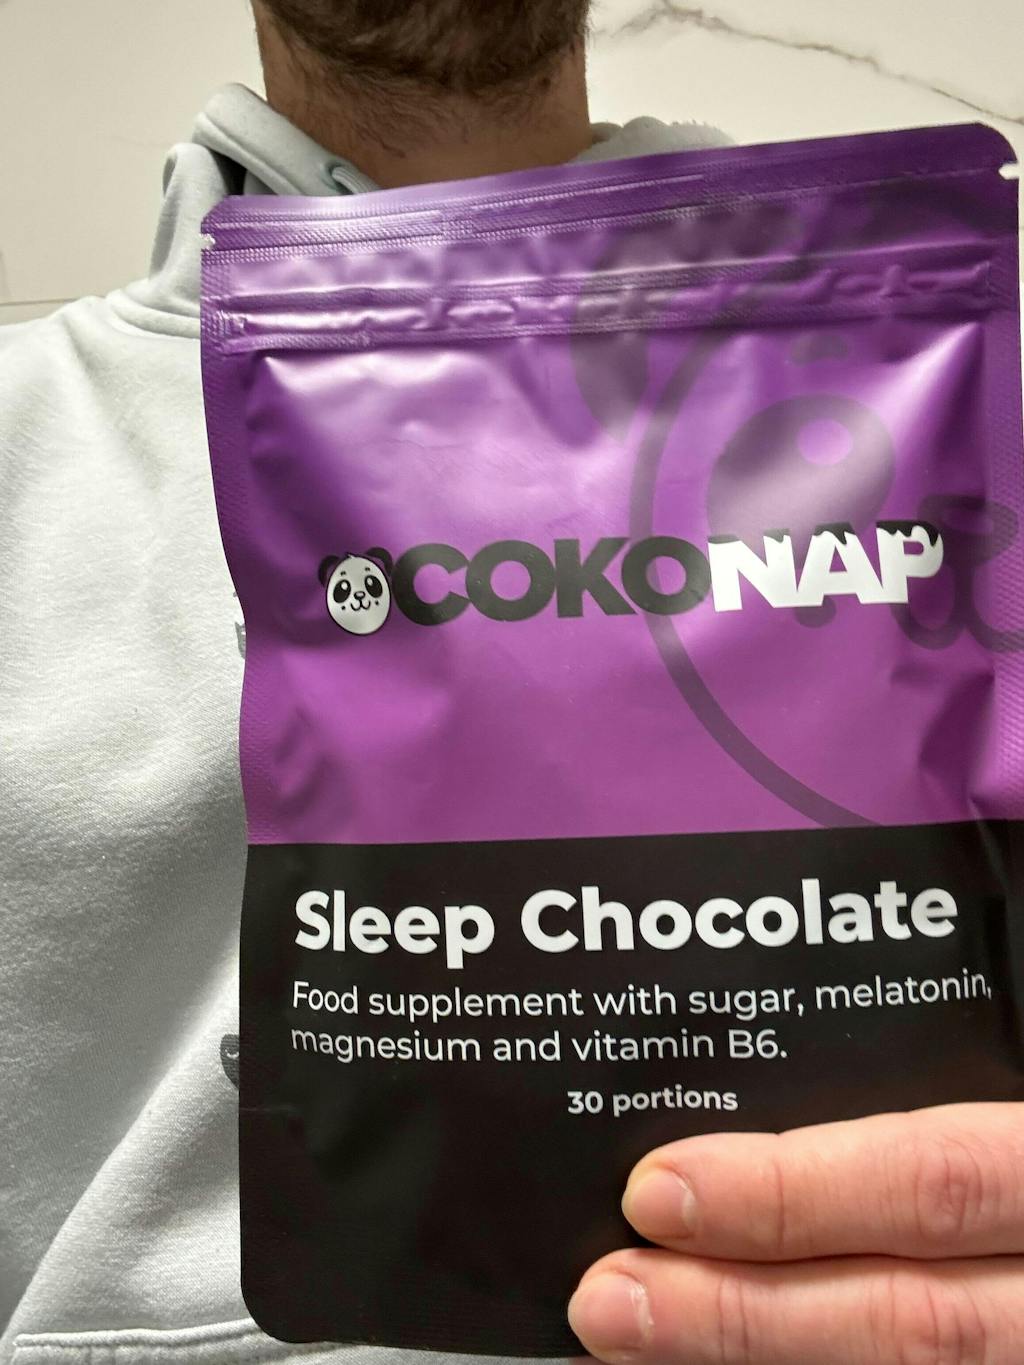 COKONAP
Sleep Chocolate
Food supplement with sugar, melatonin,
magnesium and vitamin B6.
30 portions